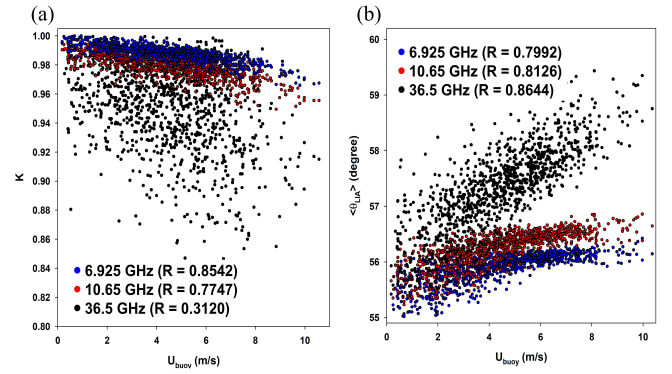 (a)
1.00
0.98
0.96
0.94
0.92
0.90
0.88
0.86
0.84
0.82
0.80
K
6.925 GHz (R = 0.8542)
10.65 GHz (R = 0.7747)
36.5 GHz (R = 0.3120)
0 2 4 6 8 10
U_buoy (m/s)
(b)
60
59
58
57
56
55
<θ_LIA> (degree)
6.925 GHz (R = 0.7992)
10.65 GHz (R = 0.8126)
36.5 GHz (R = 0.8644)
0 2 4 6 8 10
U_buoy (m/s)